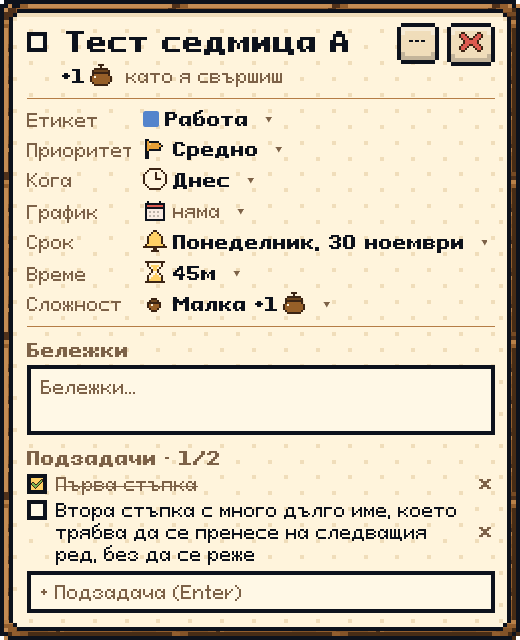 Тест седмица А
+1 като я свършиш
Етикет Работа
Приоритет Средно
Кога Днес
График няма
Срок Понеделник, 30 ноември
Време 45м
Сложност Малка +1
Бележки
Бележки...
Подзадачи · 1/2
Първа стъпка ×
Втора стъпка с много дълго име, което
трябва да се пренесе на следващия ×
ред, без да се реже
+ Подзадача (Enter)